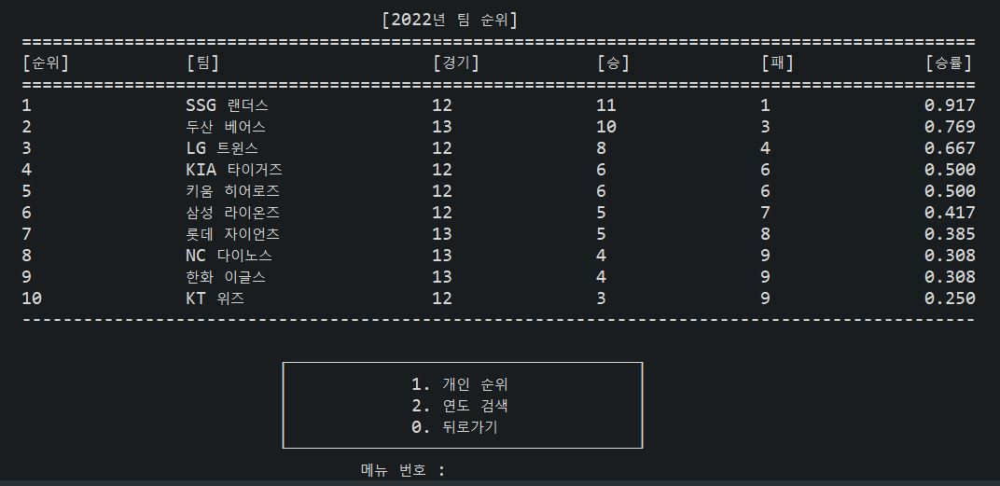 [2022년 팀 순위]
=============================================================================================
[순위] [팀] [경기] [승] [패] [승률]
=============================================================================================
1 SSG 랜더스 12 11 1 0.917
2 두산 베어스 13 10 3 0.769
3 LG 트윈스 12 8 4 0.667
4 KIA 타이거즈 12 6 6 0.500
5 키움 히어로즈 12 6 6 0.500
6 삼성 라이온즈 12 5 7 0.417
7 롯데 자이언츠 13 5 8 0.385
8 NC 다이노스 13 4 9 0.308
9 한화 이글스 13 4 9 0.308
10 KT 위즈 12 3 9 0.250
---------------------------------------------------------------------------------------------
1. 개인 순위
2. 연도 검색
0. 뒤로가기
메뉴 번호 :